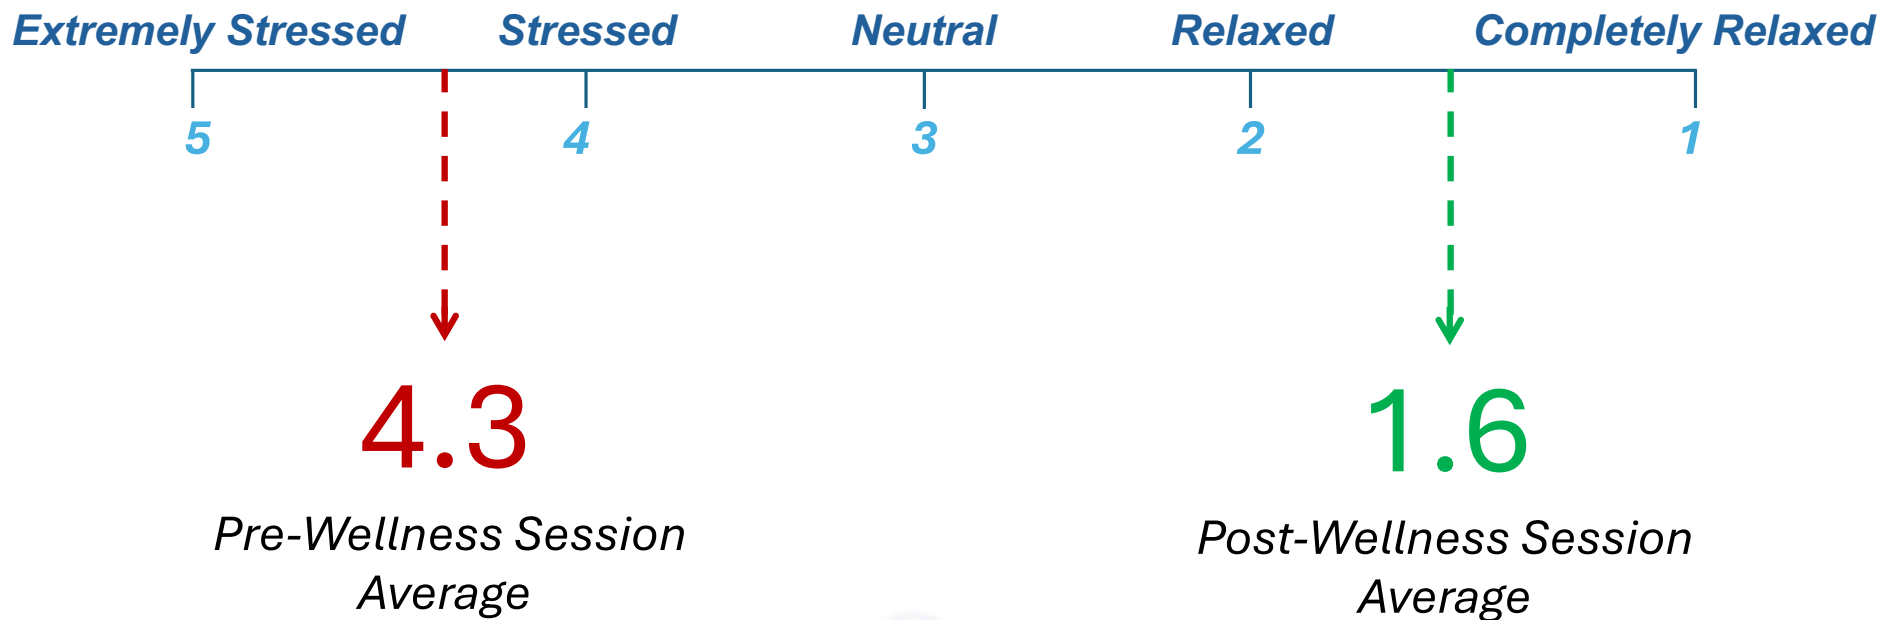 Extremely Stressed Stressed Neutral Relaxed Completely Relaxed
5 4 3 2 1
4.3
Pre-Wellness Session
Average
1.6
Post-Wellness Session
Average